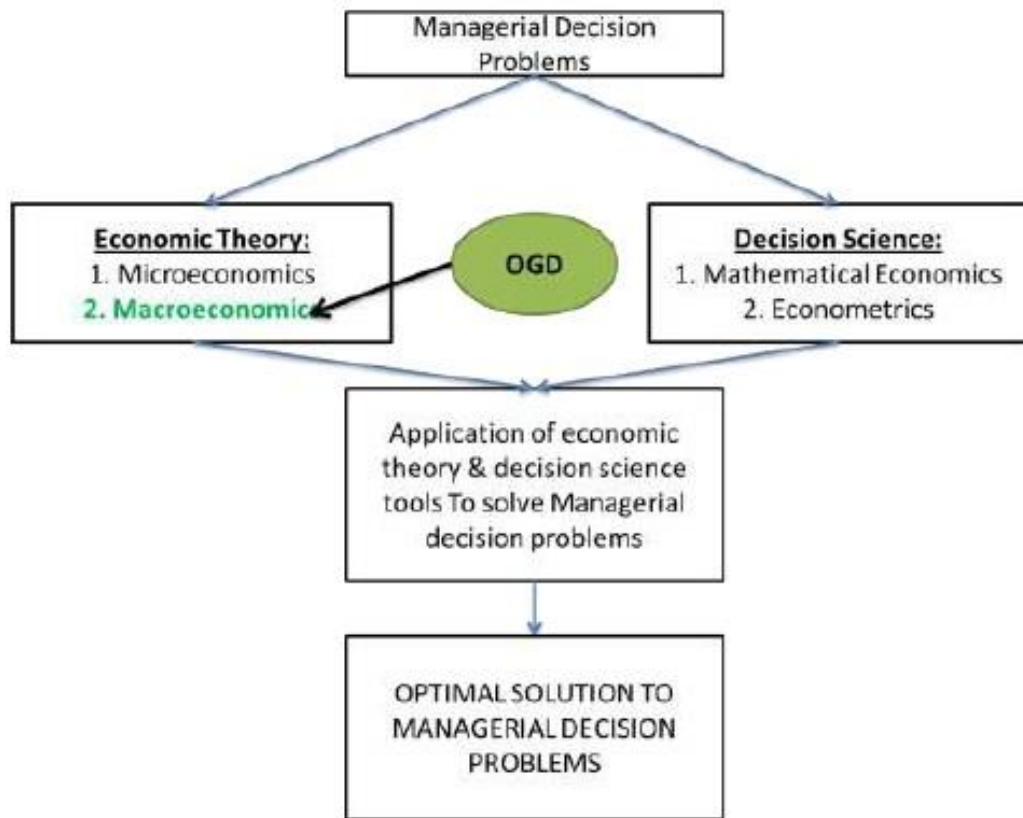 Managerial Decision
Problems
Economic Theory:
1. Microeconomics
2. Macroeconomic
OGD
Decision Science:
1. Mathematical Economics
2. Econometrics
Application of economic
theory & decision science
tools To solve Managerial
decision problems
OPTIMAL SOLUTION TO
MANAGERIAL DECISION
PROBLEMS